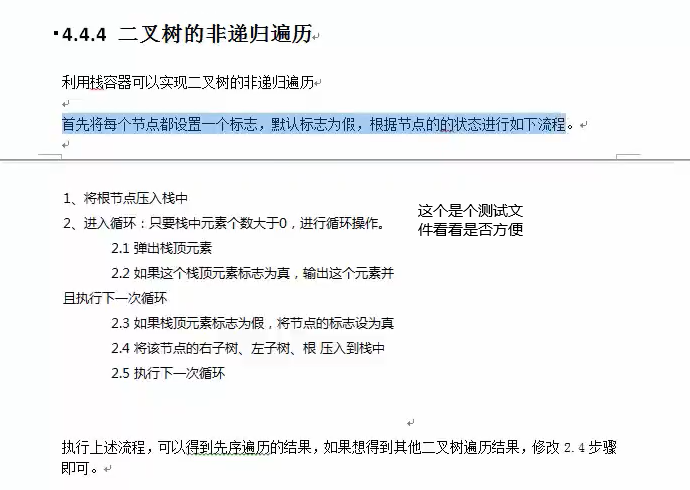 4.4.4 二叉树的非递归遍历
利用栈容器可以实现二叉树的非递归遍历
首先将每个节点都设置一个标志，默认标志为假，根据节点的的状态进行如下流程。
1、将根节点压入栈中
2、进入循环：只要栈中元素个数大于0，进行循环操作。
2.1 弹出栈顶元素
2.2 如果这个栈顶元素标志为真，输出这个元素并
且执行下一次循环
2.3 如果栈顶元素标志为假，将节点的标志设为真
2.4 将该节点的右子树、左子树、根 压入到栈中
2.5 执行下一次循环
这个是个测试文
件看看是否方便
执行上述流程，可以得到先序遍历的结果，如果想得到其他二叉树遍历结果，修改 2.4 步骤
即可。